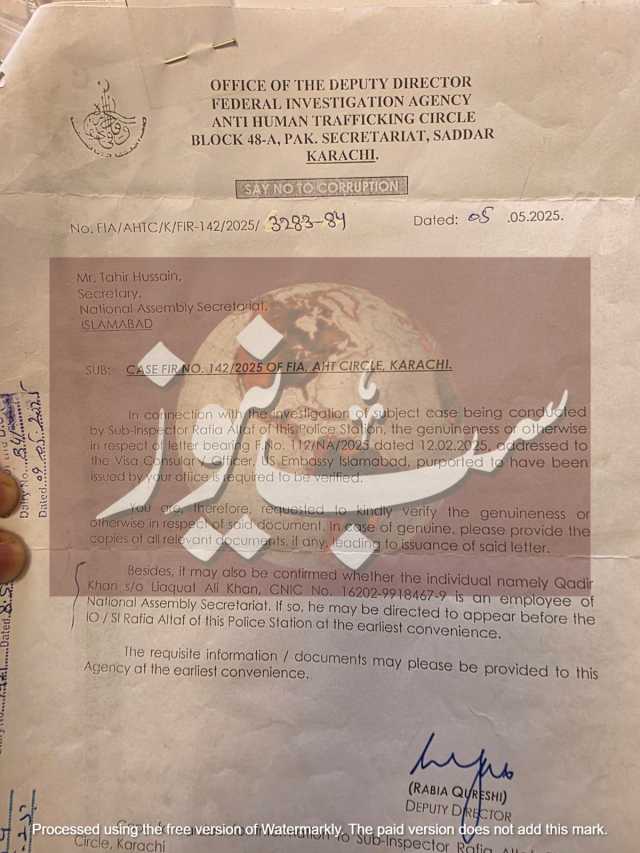 OFFICE OF THE DEPUTY DIRECTOR
FEDERAL INVESTIGATION AGENCY
ANTI HUMAN TRAFFICKING CIRCLE
BLOCK 48-A, PAK. SECRETARIAT, SADDAR
KARACHI.
SAY NO TO CORRUPTION
No. FIA/AHTC/K/FIR-142/2025/ 3283-84
Dated: 05 .05.2025.
Mr. Tahir Hussain,
Secretary,
National Assembly Secretariat,
ISLAMABAD
SUB: CASE FIR NO. 142/2025 OF FIA, AHT CIRCLE, KARACHI.
In connection with the investigation of subject case being conducted
by Sub-Inspector Rafia Altaf of this Police Station, the genuineness or otherwise
in respect of letter bearing 112/NA/2025 dated 12.02.2025, addressed to
the Visa Consular Officer, Embassy Islamabad, purported to have been
issued by your office is required to be verified.
You are, therefore, requested to kindly verify the genuineness or
otherwise in respect of said document. In case of genuine, please provide the
copies of all relevant documents, if any, leading to issuance of said letter.
Besides, it may also be confirmed whether the individual namely Qadir
Khan s/o Liaquat Ali Khan, CNIC No. 16202-9918467-9 is an employee of
National Assembly Secretariat. If so, he may be directed to appear before the
IO / SI Rafia Altaf of this Police Station at the earliest convenience.
The requisite information / documents may please be provided to this
Agency at the earliest convenience.
(RABIA QURESHI)
DEPUTY DIRECTOR
to Sub-Inspector Rafia
Circle, Karachi
سب نیوز
Processed using the free version of Watermarkly. The paid version does not add this mark.